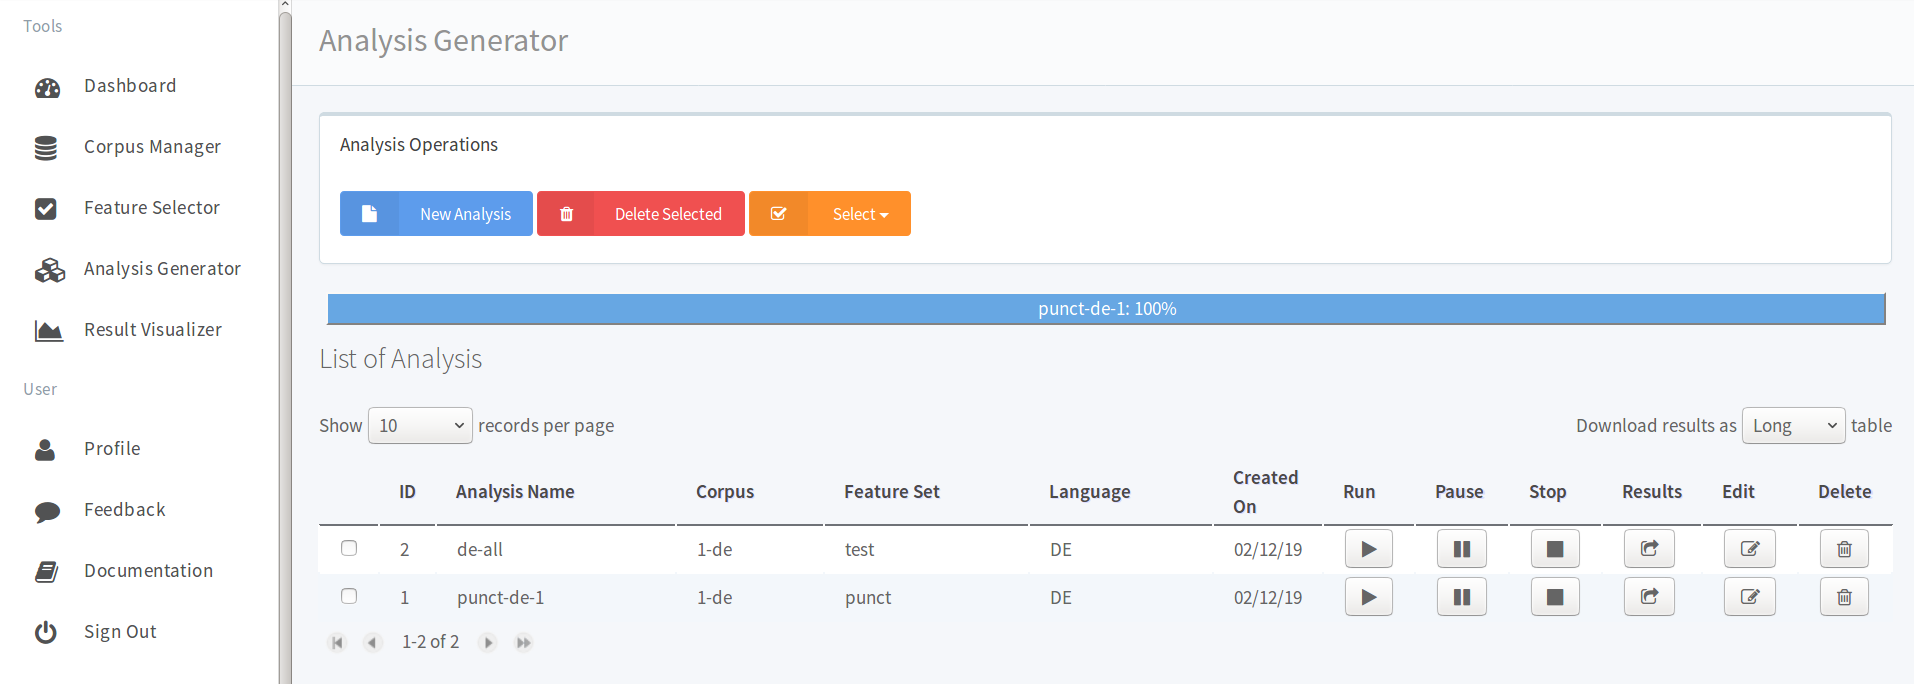 Tools
Dashboard
Corpus Manager
Feature Selector
Analysis Generator
Result Visualizer
User
Profile
Feedback
Documentation
Sign Out
Analysis Generator
Analysis Operations
New Analysis Delete Selected Select
punct-de-1: 100%
List of Analysis
Show 10 records per page Download results as Long table
ID Analysis Name Corpus Feature Set Language Created On Run Pause Stop Results Edit Delete
2 de-all 1-de test DE 02/12/19
1 punct-de-1 1-de punct DE 02/12/19
1-2 of 2